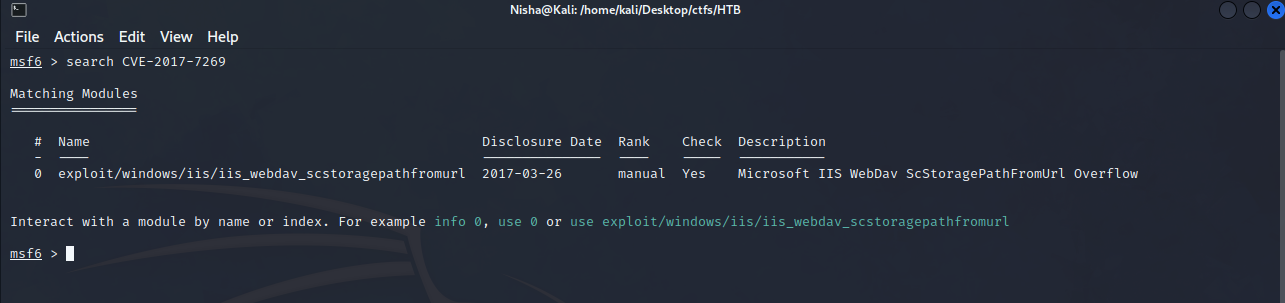 Nisha@Kali: /home/kali/Desktop/ctfs/HTB
File Actions Edit View Help
msf6 > search CVE-2017-7269
Matching Modules
================
# Name Disclosure Date Rank Check Description
- ---- --------------- ---- ----- -----------
0 exploit/windows/iis/iis_webdav_scstoragepathfromurl 2017-03-26 manual Yes Microsoft IIS WebDav ScStoragePathFromUrl Overflow
Interact with a module by name or index. For example info 0, use 0 or use exploit/windows/iis/iis_webdav_scstoragepathfromurl
msf6 >